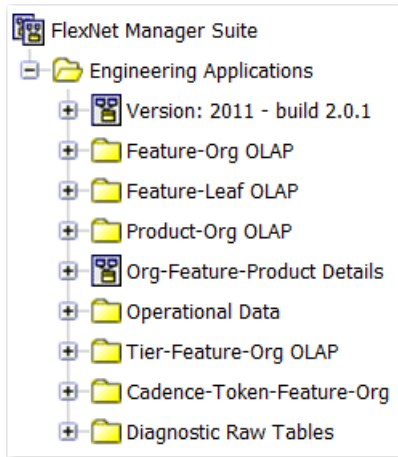 FlexNet Manager Suite
Engineering Applications
Version: 2011 - build 2.0.1
Feature-Org OLAP
Feature-Leaf OLAP
Product-Org OLAP
Org-Feature-Product Details
Operational Data
Tier-Feature-Org OLAP
Cadence-Token-Feature-Org
Diagnostic Raw Tables